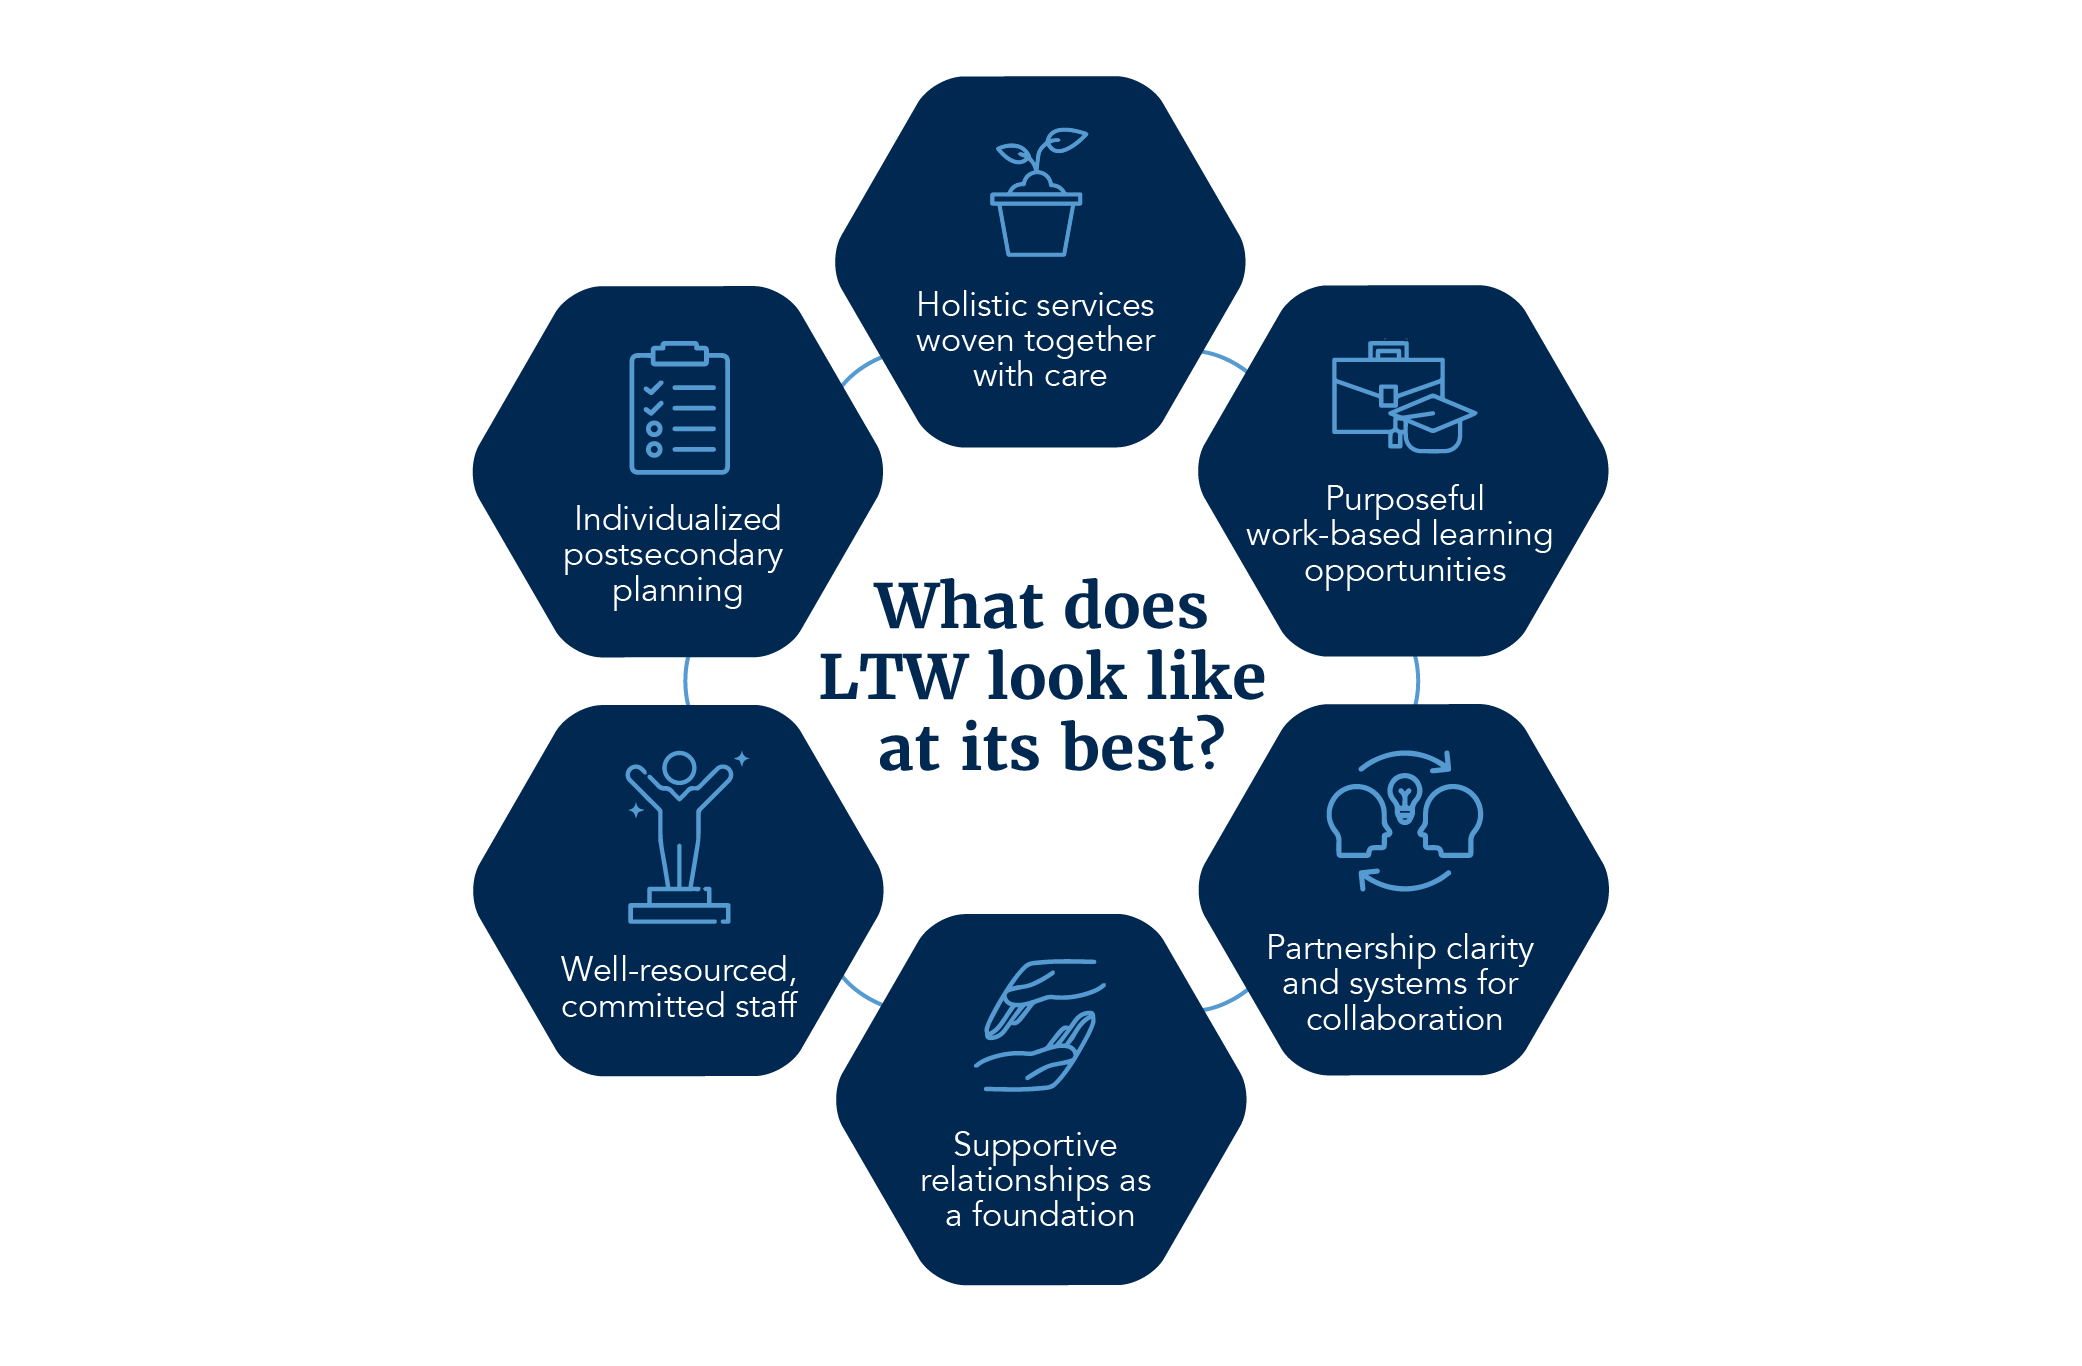 Holistic services
woven together
with care
Purposeful
work-based learning
opportunities
Partnership clarity
and systems for
collaboration
Supportive
relationships as
a foundation
Well-resourced,
committed staff
Individualized
postsecondary
planning
What does
LTW look like
at its best?